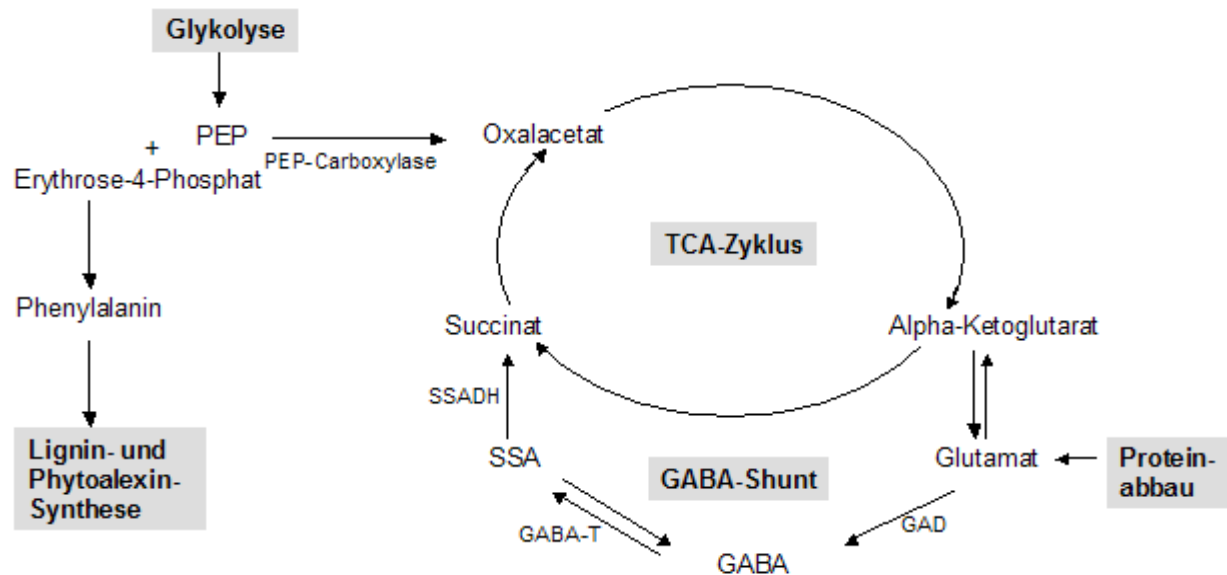 Glykolyse
PEP
+
Erythrose-4-Phosphat
PEP-Carboxylase
Oxalacetat
TCA-Zyklus
Phenylalanin
Succinat
Alpha-Ketoglutarat
SSADH
Lignin- und
Phytoalexin-
Synthese
SSA
GABA-Shunt
Glutamat
Protein-
abbau
GABA-T
GAD
GABA